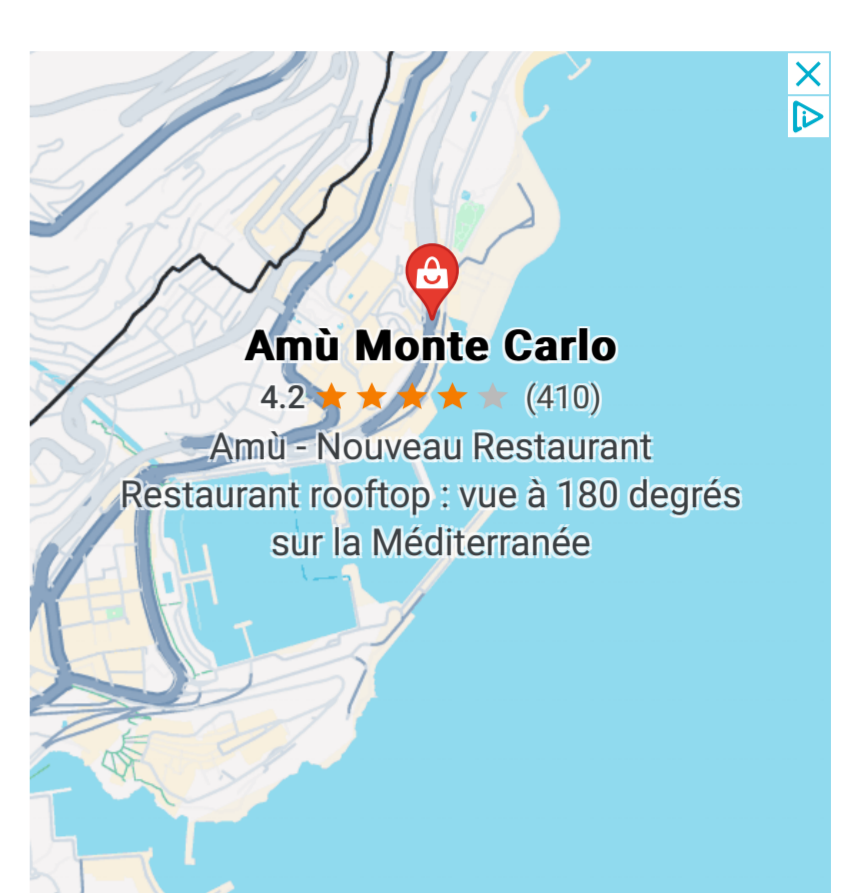 Amù Monte Carlo
4.2 (410)
Amù - Nouveau Restaurant
Restaurant rooftop : vue à 180 degrés
sur la Méditerranée